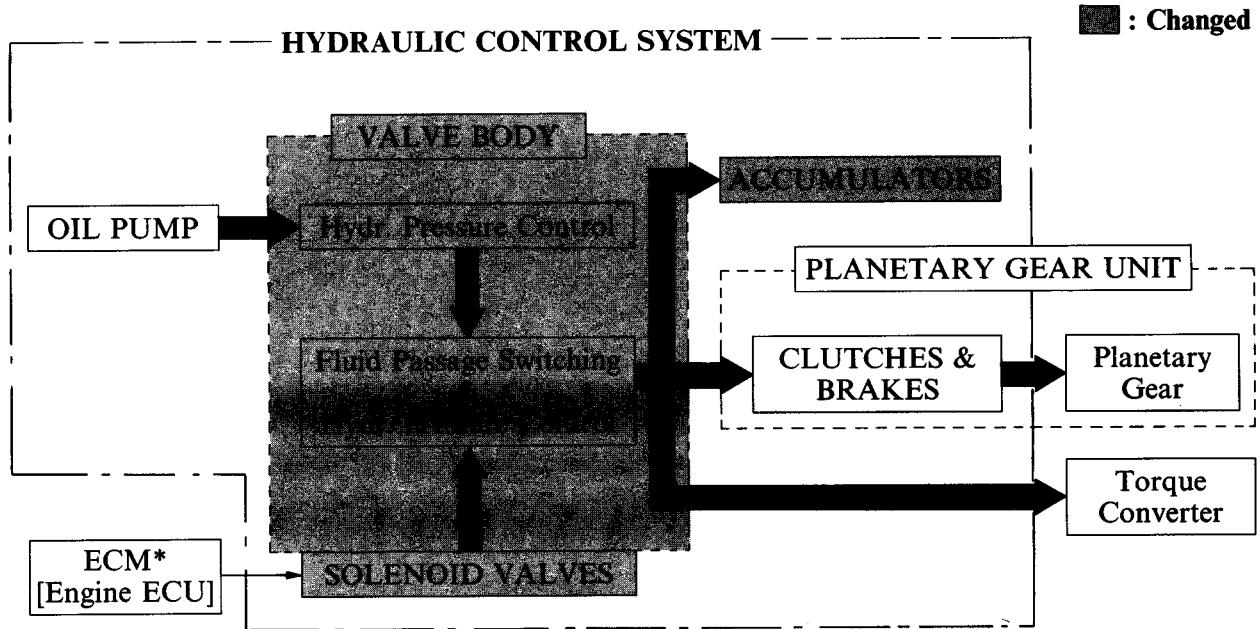 : Changed
HYDRAULIC CONTROL SYSTEM
VALVE BODY
ACCUMULATORS
OIL PUMP
Hydr. Pressure Control
PLANETARY GEAR UNIT
Fluid Passage Switching
CLUTCHES &
BRAKES
Planetary
Gear
Torque
Converter
ECM*
[Engine ECU]
SOLENOID VALVES